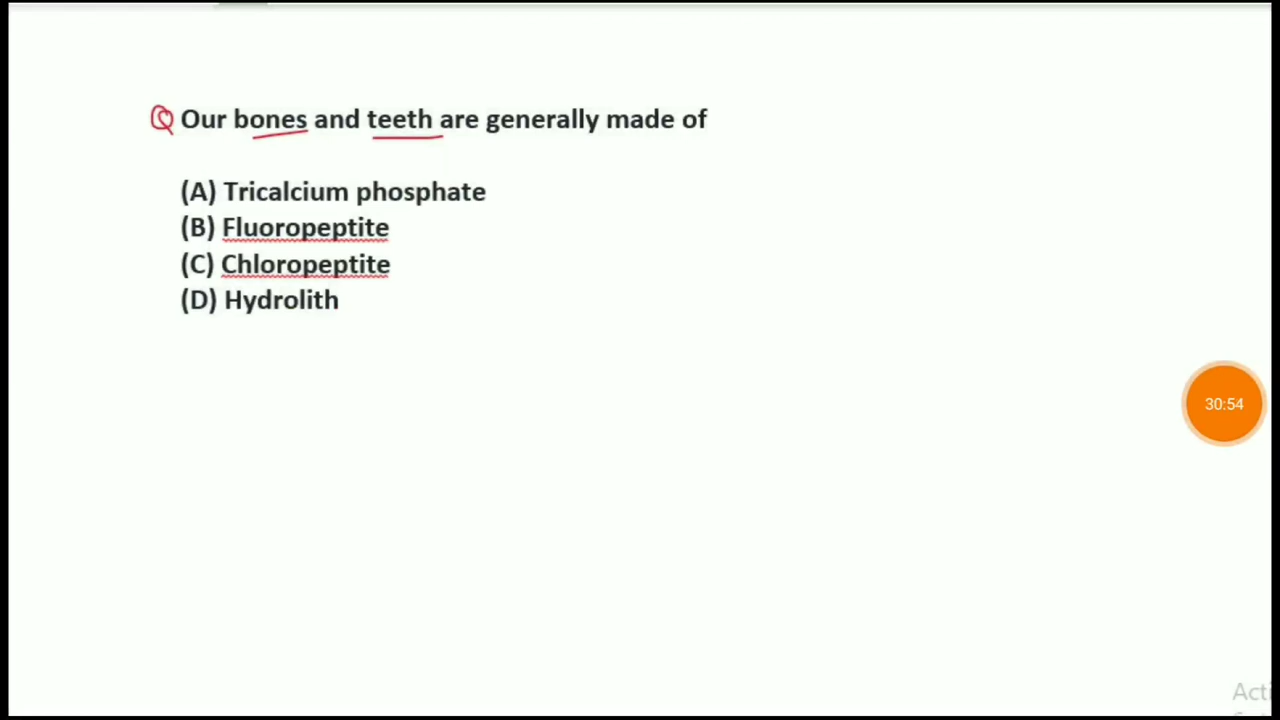 Q Our bones and teeth are generally made of
(A) Tricalcium phosphate
(B) Fluoropeptite
(C) Chloropeptite
(D) Hydrolith
30:54